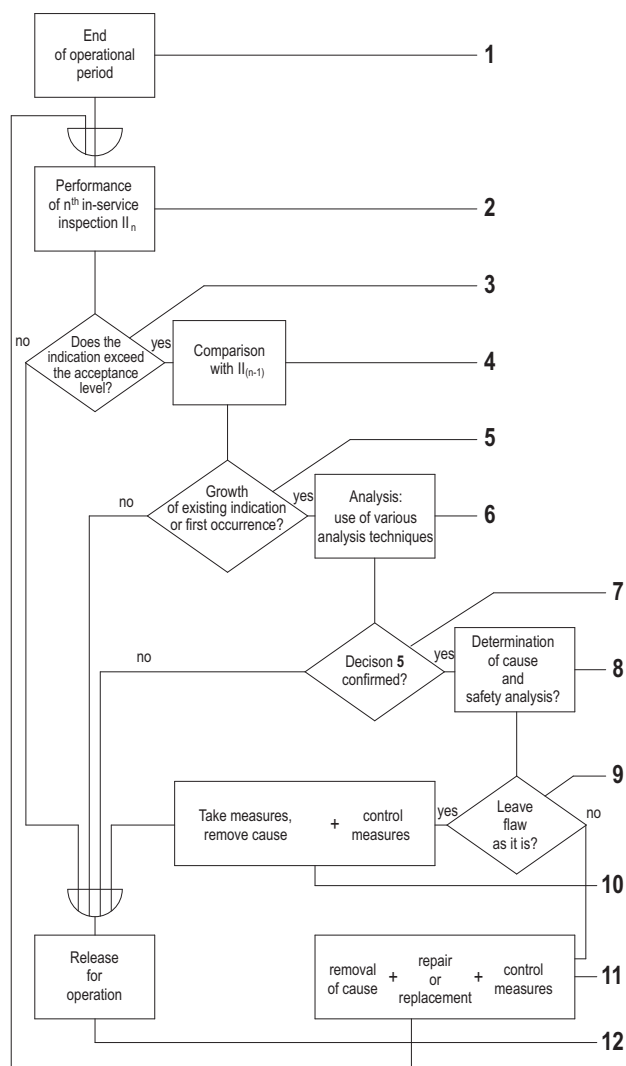 End
of operational
period
1
Performance
of nth in-service
inspection II n
2
3
no
Does the
indication exceed
the acceptance
level?
yes
Comparison
with II(n-1)
4
5
no
Growth
of existing indication
or first occurrence?
yes
Analysis:
use of various
analysis techniques
6
7
no
Decison 5
confirmed?
yes
Determination
of cause
and
safety analysis?
8
9
Take measures,
remove cause
+
control
measures
yes
Leave
flaw
as it is?
no
10
Release
for
operation
removal
of cause
+
repair
or
replacement
+
control
measures
11
12